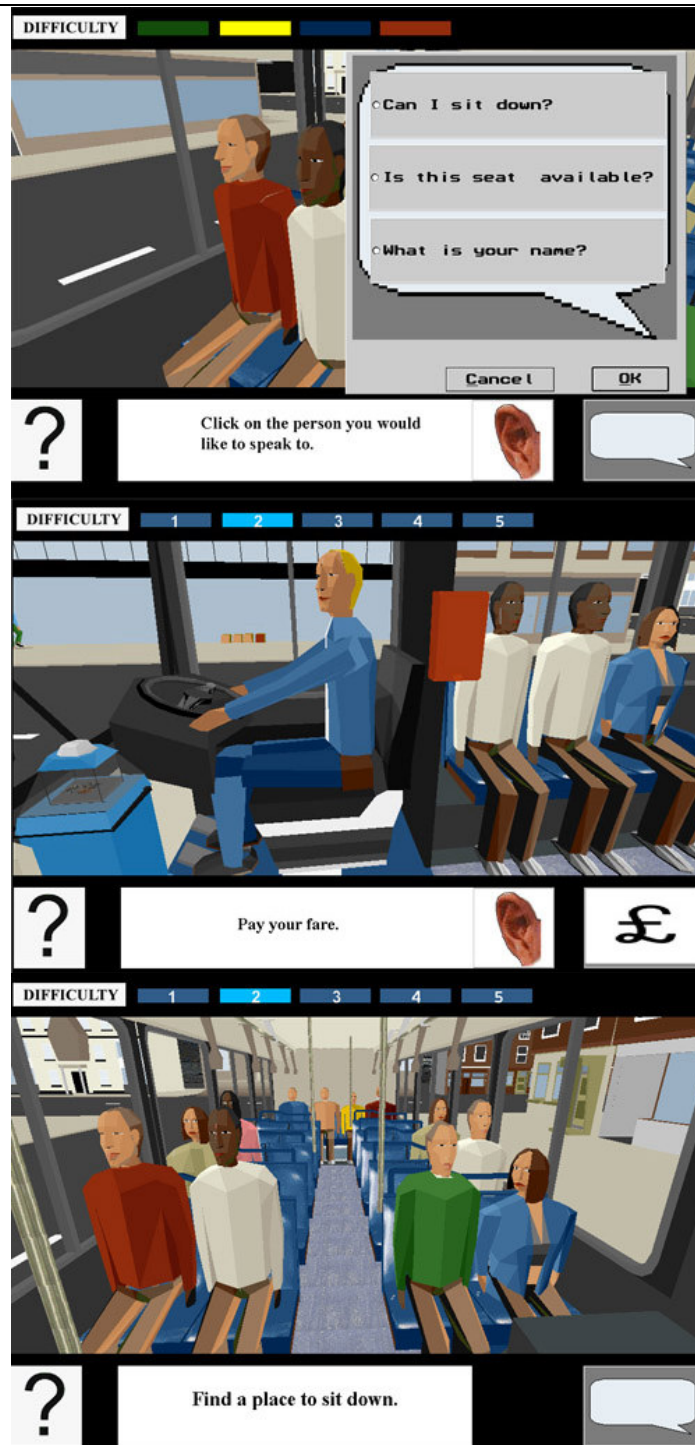 DIFFICULTY
Can I sit down?
Is this seat available?
What is your name?
Cancel
OK
?
Click on the person you would
like to speak to.
DIFFICULTY 1 2 3 4 5
?
Pay your fare.
£
DIFFICULTY 1 2 3 4 5
?
Find a place to sit down.